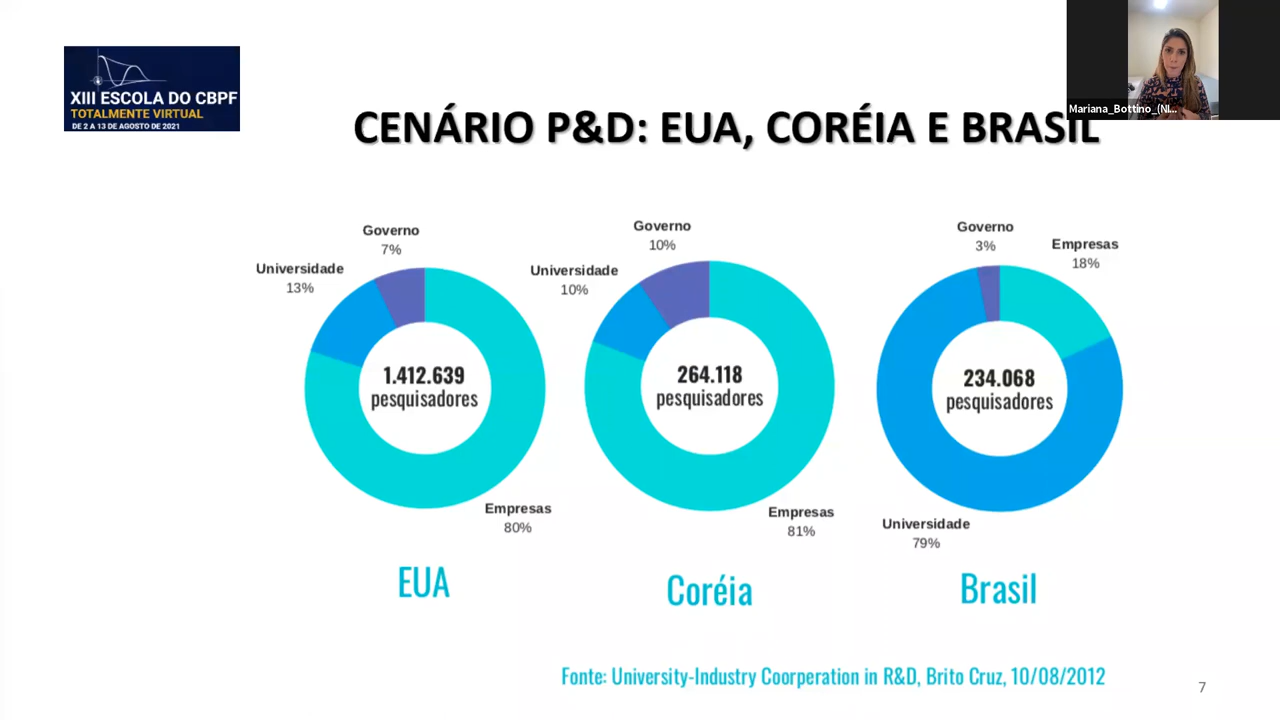 XIII ESCOLA DO CBPF
TOTALMENTE VIRTUAL
DE 2 A 13 DE AGOSTO DE 2021
Mariana_Bottino_(NI...
CENÁRIO P&D: EUA, CORÉIA E BRASIL
Governo
7%
Universidade
13%
1.412.639
pesquisadores
Empresas
80%
EUA
Governo
10%
Universidade
10%
264.118
pesquisadores
Empresas
81%
Coréia
Governo
3%
Empresas
18%
234.068
pesquisadores
Universidade
79%
Brasil
Fonte: University-Industry Coorperation in R&D, Brito Cruz, 10/08/2012
7